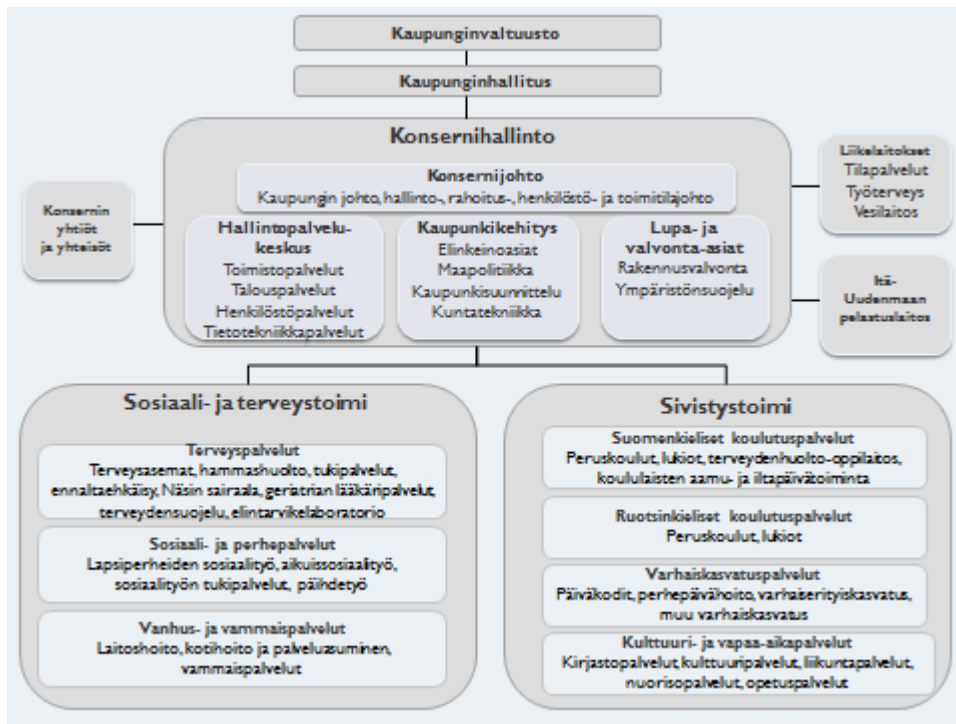 Kaupunginvaltuusto
Kaupunginhallitus
Konsernihallinto
Konsernijohto
Kaupungin johto, hallinto-, rahoitus-, henkilöstö- ja toimitilajohto
Hallintopalvelu-
keskus
Toimistopalvelut
Talouspalvelut
Henkilöstöpalvelut
Tietotekniikkapalvelut
Kaupunkikehitys
Elinkeinoasiat
Maapolitiikka
Kaupunkisuunnittelu
Kuntatekniikka
Lupa- ja
valvonta-asiat
Rakennusvalvonta
Ympäristönsuojelu
Konsernin
yhtiöt
ja yhteisöt
Liikelaitokset
Tilapalvelut
Työterveys
Vesilaitos
Itä-
Uudenmaan
pelastuslaitos
Sosiaali- ja terveystoimi
Terveyspalvelut
Terveysasemat, hammashuolto, tukipalvelut,
ennaltaehkäisy, Näsin sairaala, geriatrian lääkäripalvelut,
terveydensuojelu, elintarvikelaboratorio
Sosiaali- ja perhepalvelut
Lapsiperheiden sosiaalityö, aikuissosiaalityö,
sosiaalityön tukipalvelut, päihdetyö
Vanhus- ja vammaispalvelut
Laitoshoito, kotihoito ja palveluasuminen,
vammaispalvelut
Sivistystoimi
Suomenkieliset koulutuspalvelut
Peruskoulut, lukiot, terveydenhuolto-oppilaitos,
koululaisten aamu- ja iltapäivätoiminta
Ruotsinkieliset koulutuspalvelut
Peruskoulut, lukiot
Varhaiskasvatuspalvelut
Päiväkodit, perhepäivähoito, varhaiserityiskasvatus,
muu varhaiskasvatus
Kulttuuri- ja vapaa-aikapalvelut
Kirjastopalvelut, kulttuuripalvelut, liikuntapalvelut,
nuorisopalvelut, opetuspalvelut